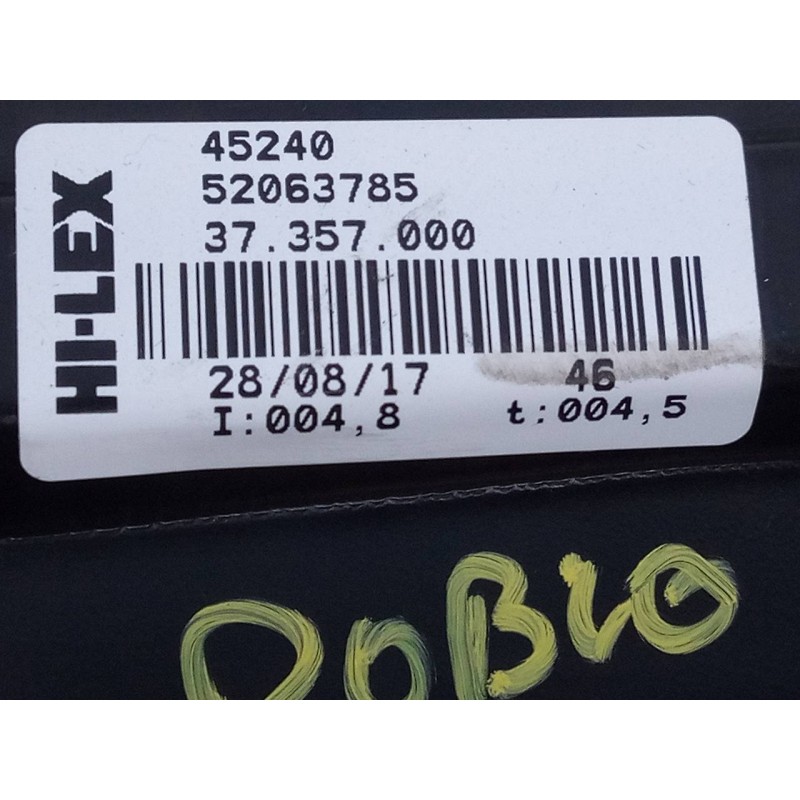 HI-LEX
45240
52063785
37.357.000
28/08/17 46
I:004,8 t:004,5
DOBLO